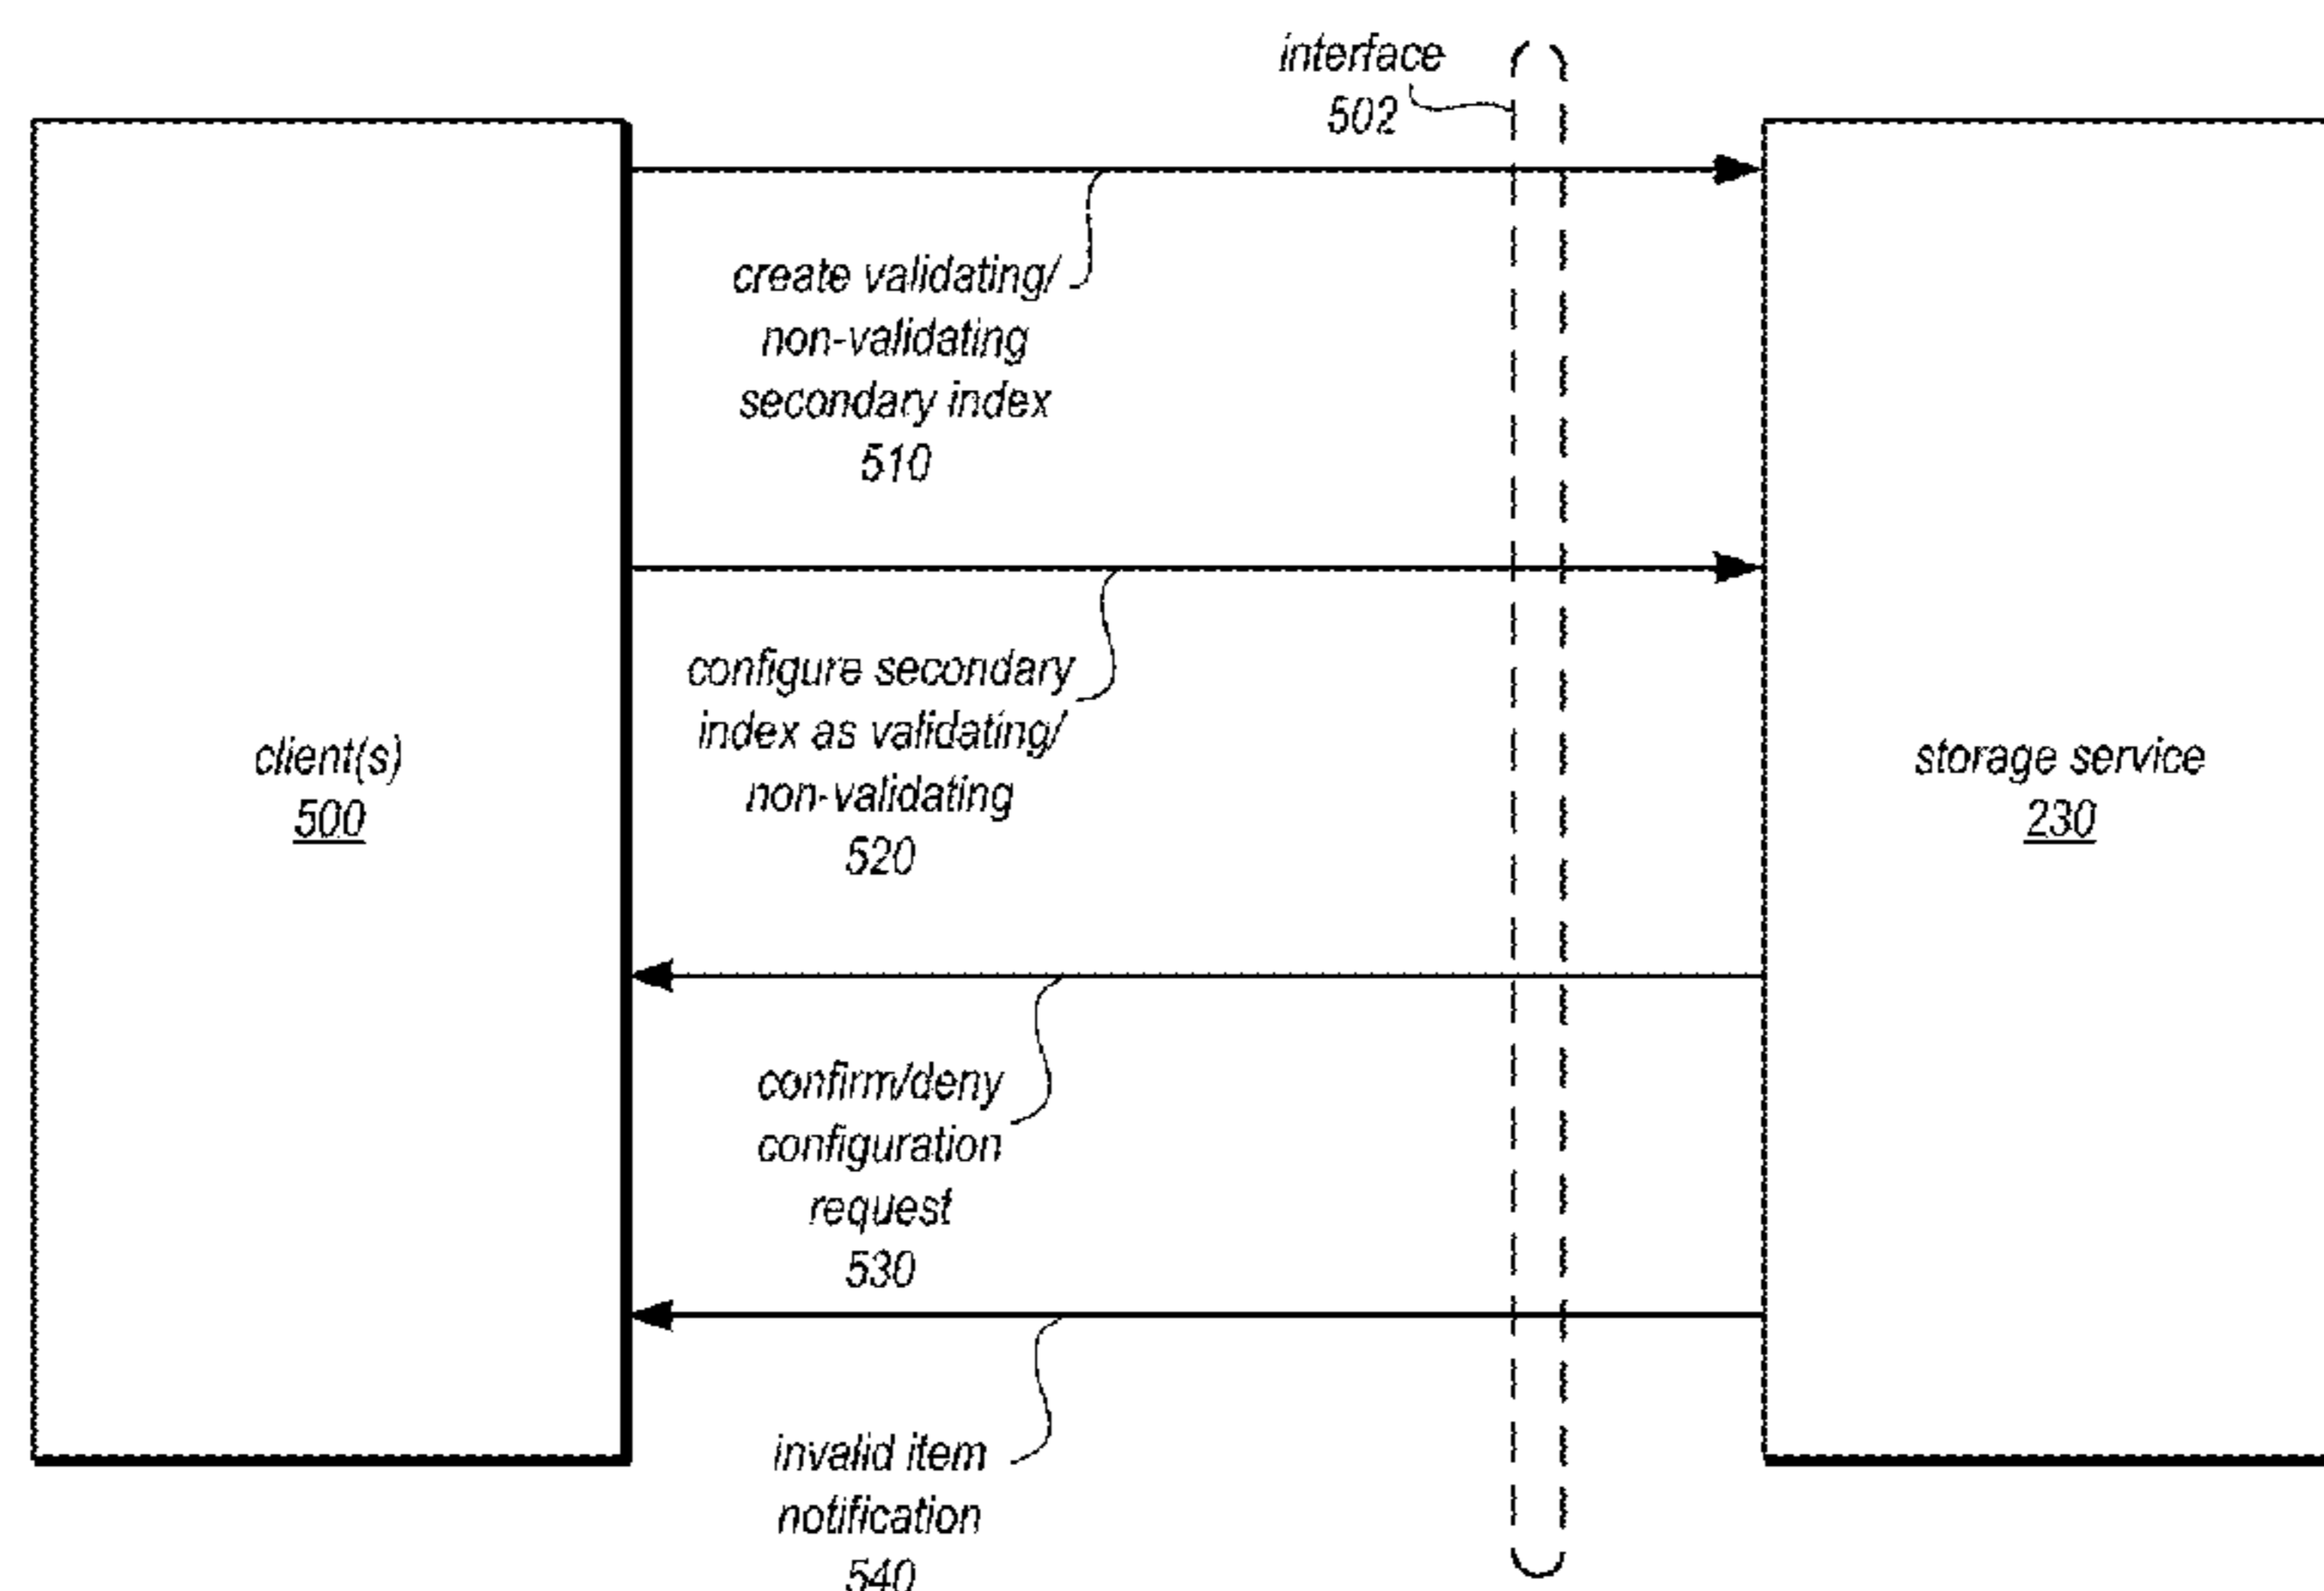 interface
502
create validating/
non-validating
secondary index
510
configure secondary
index as validating/
non-validating
520
client(s)
500
storage service
230
confirm/deny
configuration
request
530
invalid item
notification
540